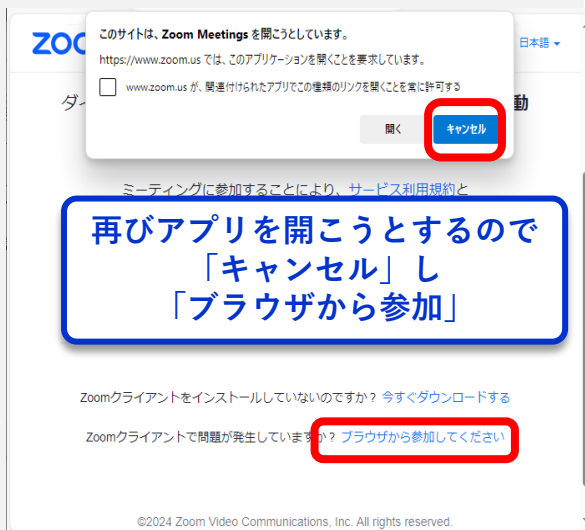 このサイトは、Zoom Meetings を開こうとしています。
https://www.zoom.us では、このアプリケーションを開くことを要求しています。
www.zoom.us が、関連付けられたアプリでこの種類のリンクを開くことを常に許可する
開く
キャンセル
ZOO
日本語
ダイ
動
ミーティングに参加することにより、サービス利用規約と
再びアプリを開こうとするので
「キャンセル」し
「ブラウザから参加」
Zoomクライアントをインストールしていないのですか? 今すぐダウンロードする
Zoomクライアントで問題が発生していますか? ブラウザから参加してください
©2024 Zoom Video Communications, Inc. All rights reserved.